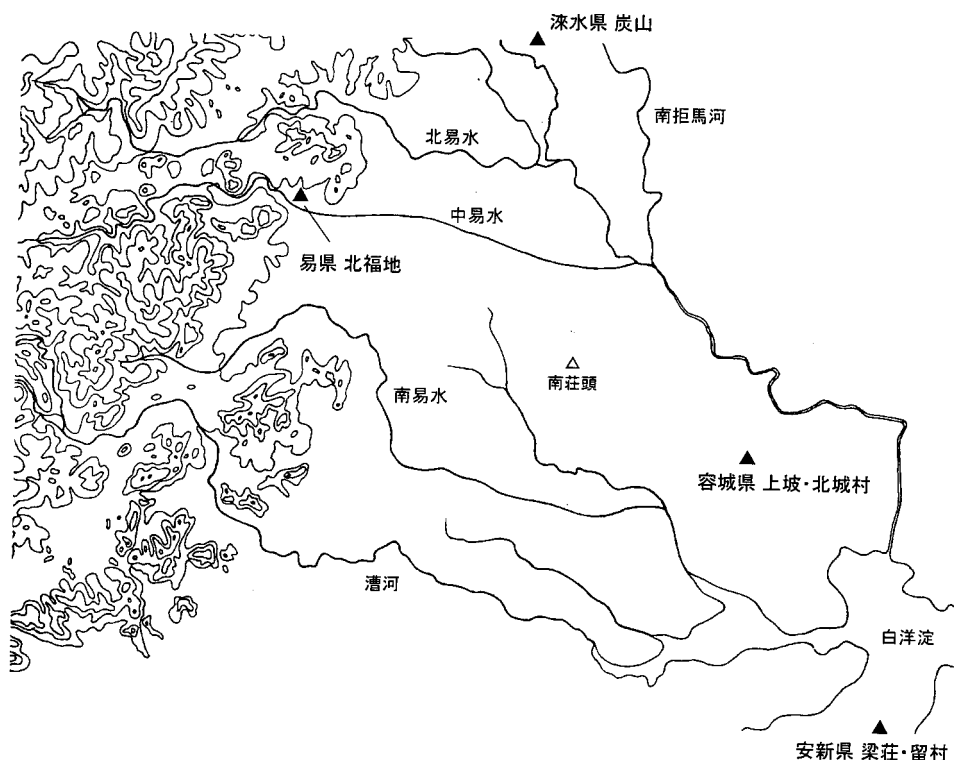 淶水県 炭山
南拒馬河
北易水
中易水
易県 北福地
南荘頭
南易水
容城県 上坡・北城村
漕河
白洋淀
安新県 梁荘・留村